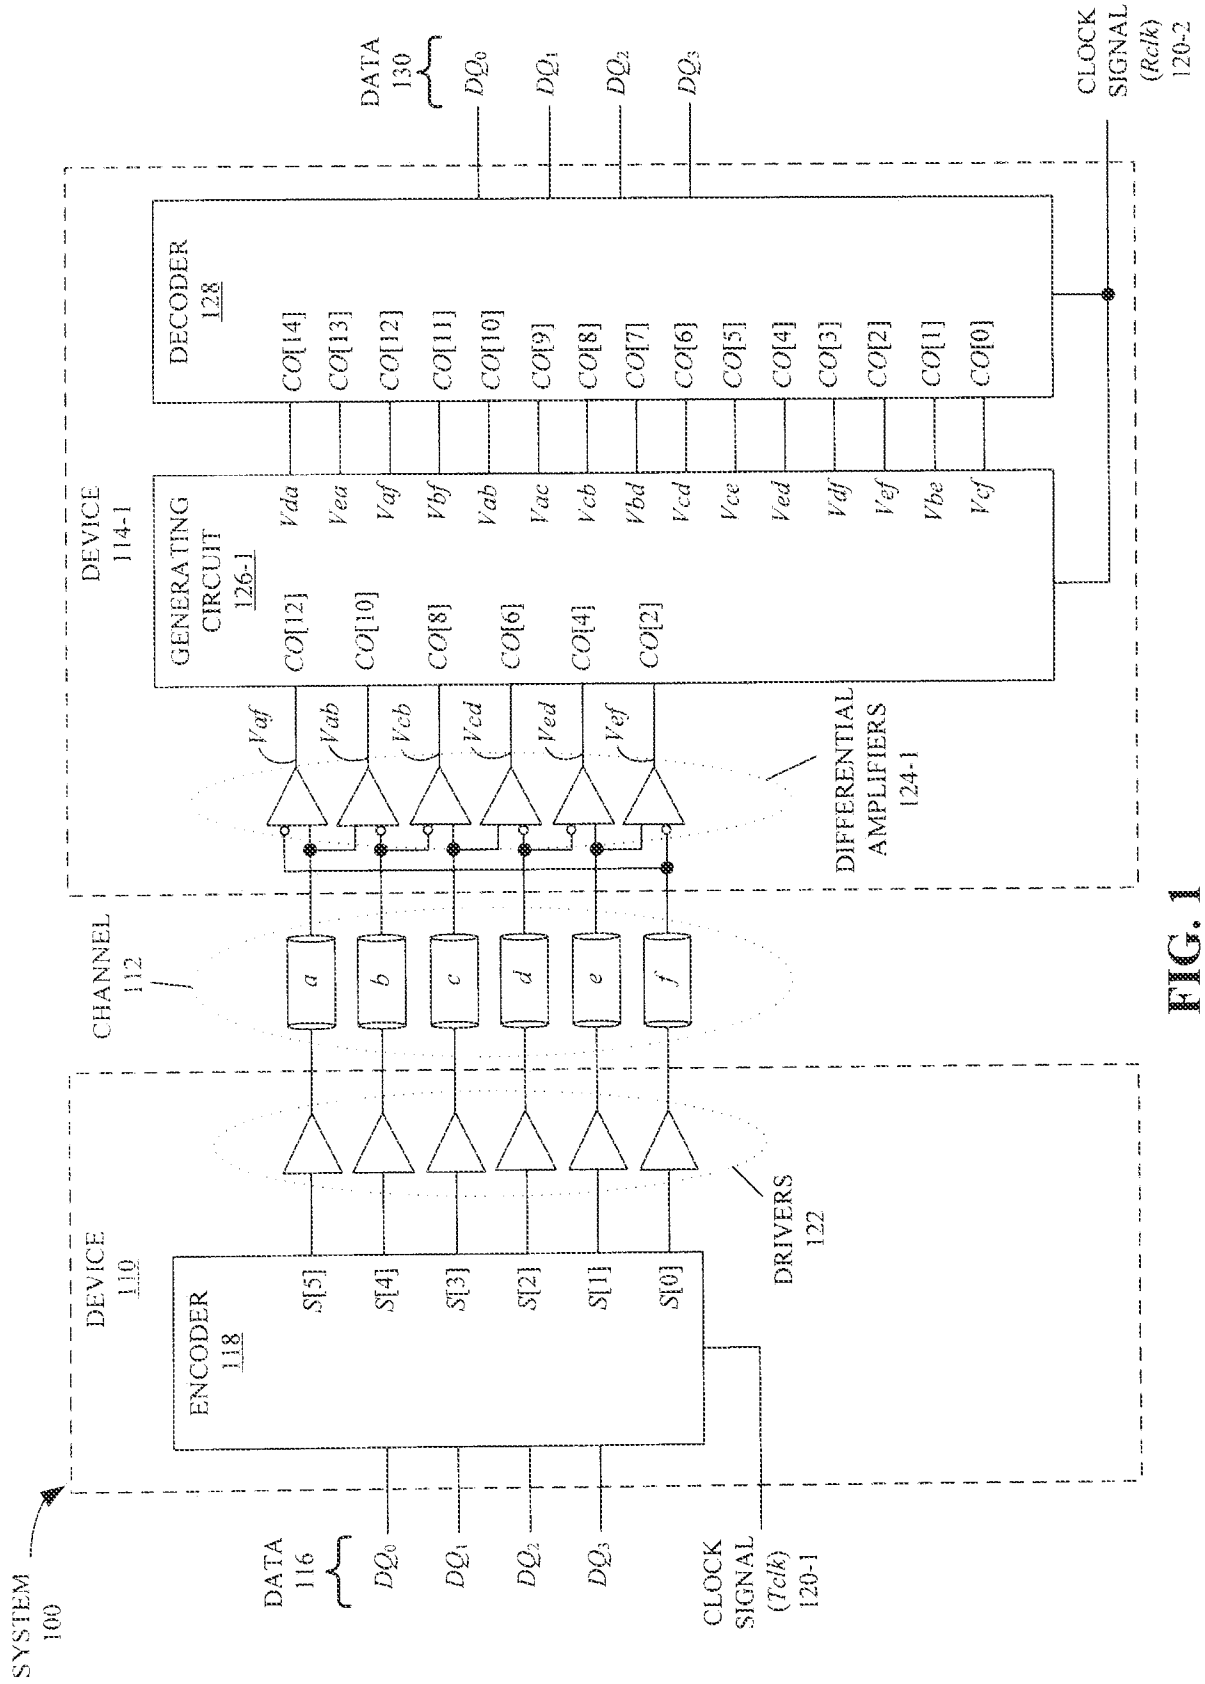 SYSTEM
100
DATA
116
DQ0
DQ1
DQ2
DQ3
CLOCK
SIGNAL
(Tclk)
120-1
DEVICE
110
ENCODER
118
S[5]
S[4]
S[3]
S[2]
S[1]
S[0]
DRIVERS
122
CHANNEL
112
a
b
c
d
e
f
DEVICE
114-1
DIFFERENTIAL
AMPLIFIERS
124-1
Vaf
Vab
Vcb
Vcd
Ved
Vef
GENERATING
CIRCUIT
126-1
CO[12]
CO[10]
CO[8]
CO[6]
CO[4]
CO[2]
Vda
Vea
Vaf
Vbf
Vab
Vac
Vcb
Vbd
Vcd
Vce
Ved
Vdf
Vef
Vbe
Vcf
DECODER
128
CO[14]
CO[13]
CO[12]
CO[11]
CO[10]
CO[9]
CO[8]
CO[7]
CO[6]
CO[5]
CO[4]
CO[3]
CO[2]
CO[1]
CO[0]
DATA
130
DQ0
DQ1
DQ2
DQ3
CLOCK
SIGNAL
(Rclk)
120-2
FIG. 1